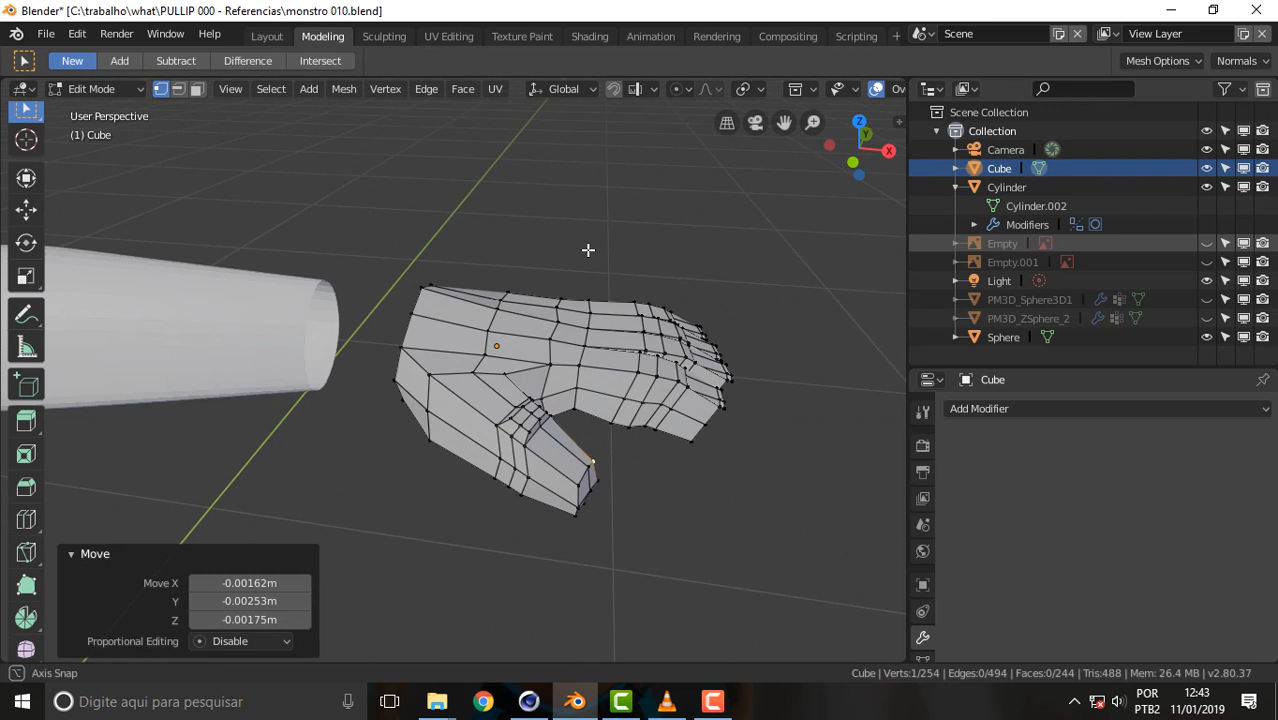 Blender* [C:\trabalho\what\PULLIP 000 - Referencias\monstro 010.blend]
File Edit Render Window Help Layout Modeling Sculpting UV Editing Texture Paint Shading Animation Rendering Compositing Scripting + Scene View Layer
New Add Subtract Difference Intersect Mesh Options Normals
Edit Mode View Select Add Mesh Vertex Edge Face UV Global Ov
User Perspective
(1) Cube
Z
Y
X
Scene Collection
Collection
Camera
Cube
Cylinder
Cylinder.002
Modifiers
Empty
Empty.001
Light
PM3D_Sphere3D1
PM3D_ZSphere_2
Sphere
Cube
Add Modifier
Move
Move X -0.00162m
Y -0.00253m
Z -0.00175m
Proportional Editing Disable
Axis Snap Cube | Verts:1/254 | Edges:0/494 | Faces:0/244 | Tris:488 | Mem: 26.4 MB | v2.80.37
Digite aqui para pesquisar POR 12:43
PTB2 11/01/2019